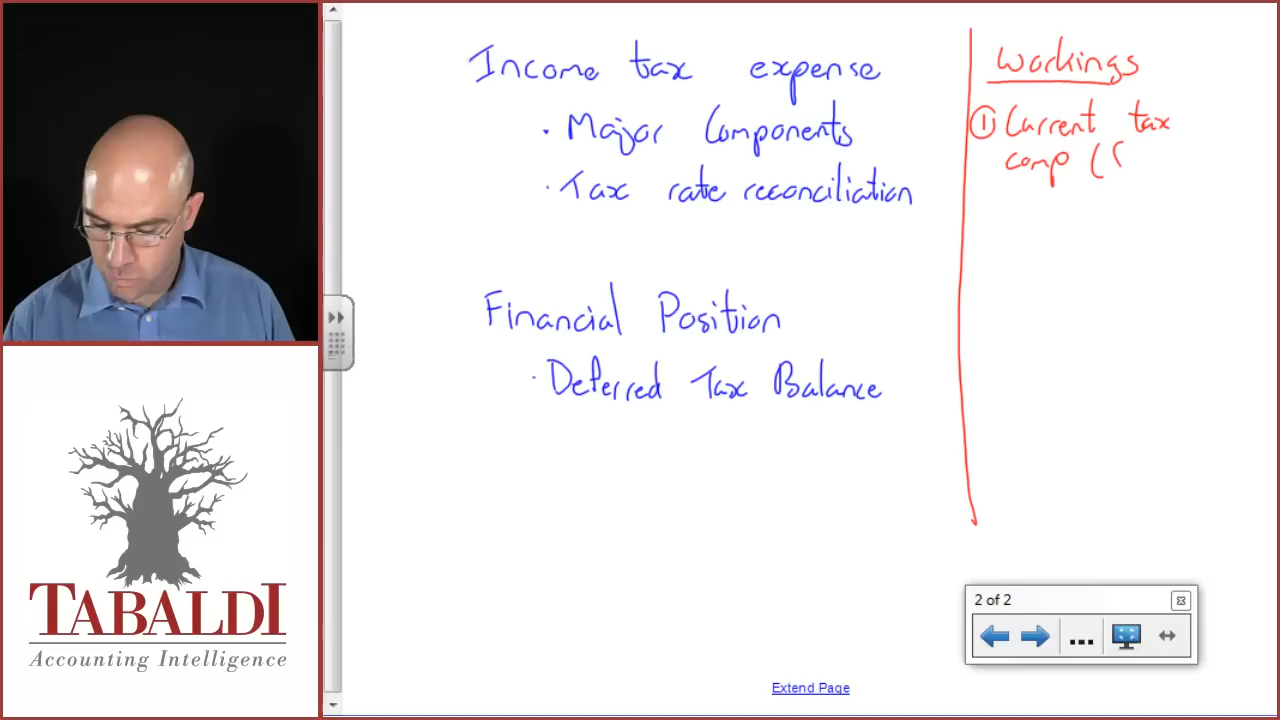 Income tax expense
· Major Components
· Tax rate reconciliation
Financial Position
· Deferred Tax Balance
Workings
① Current tax
comp (
2 of 2
...
Extend Page
TABALDI
Accounting Intelligence